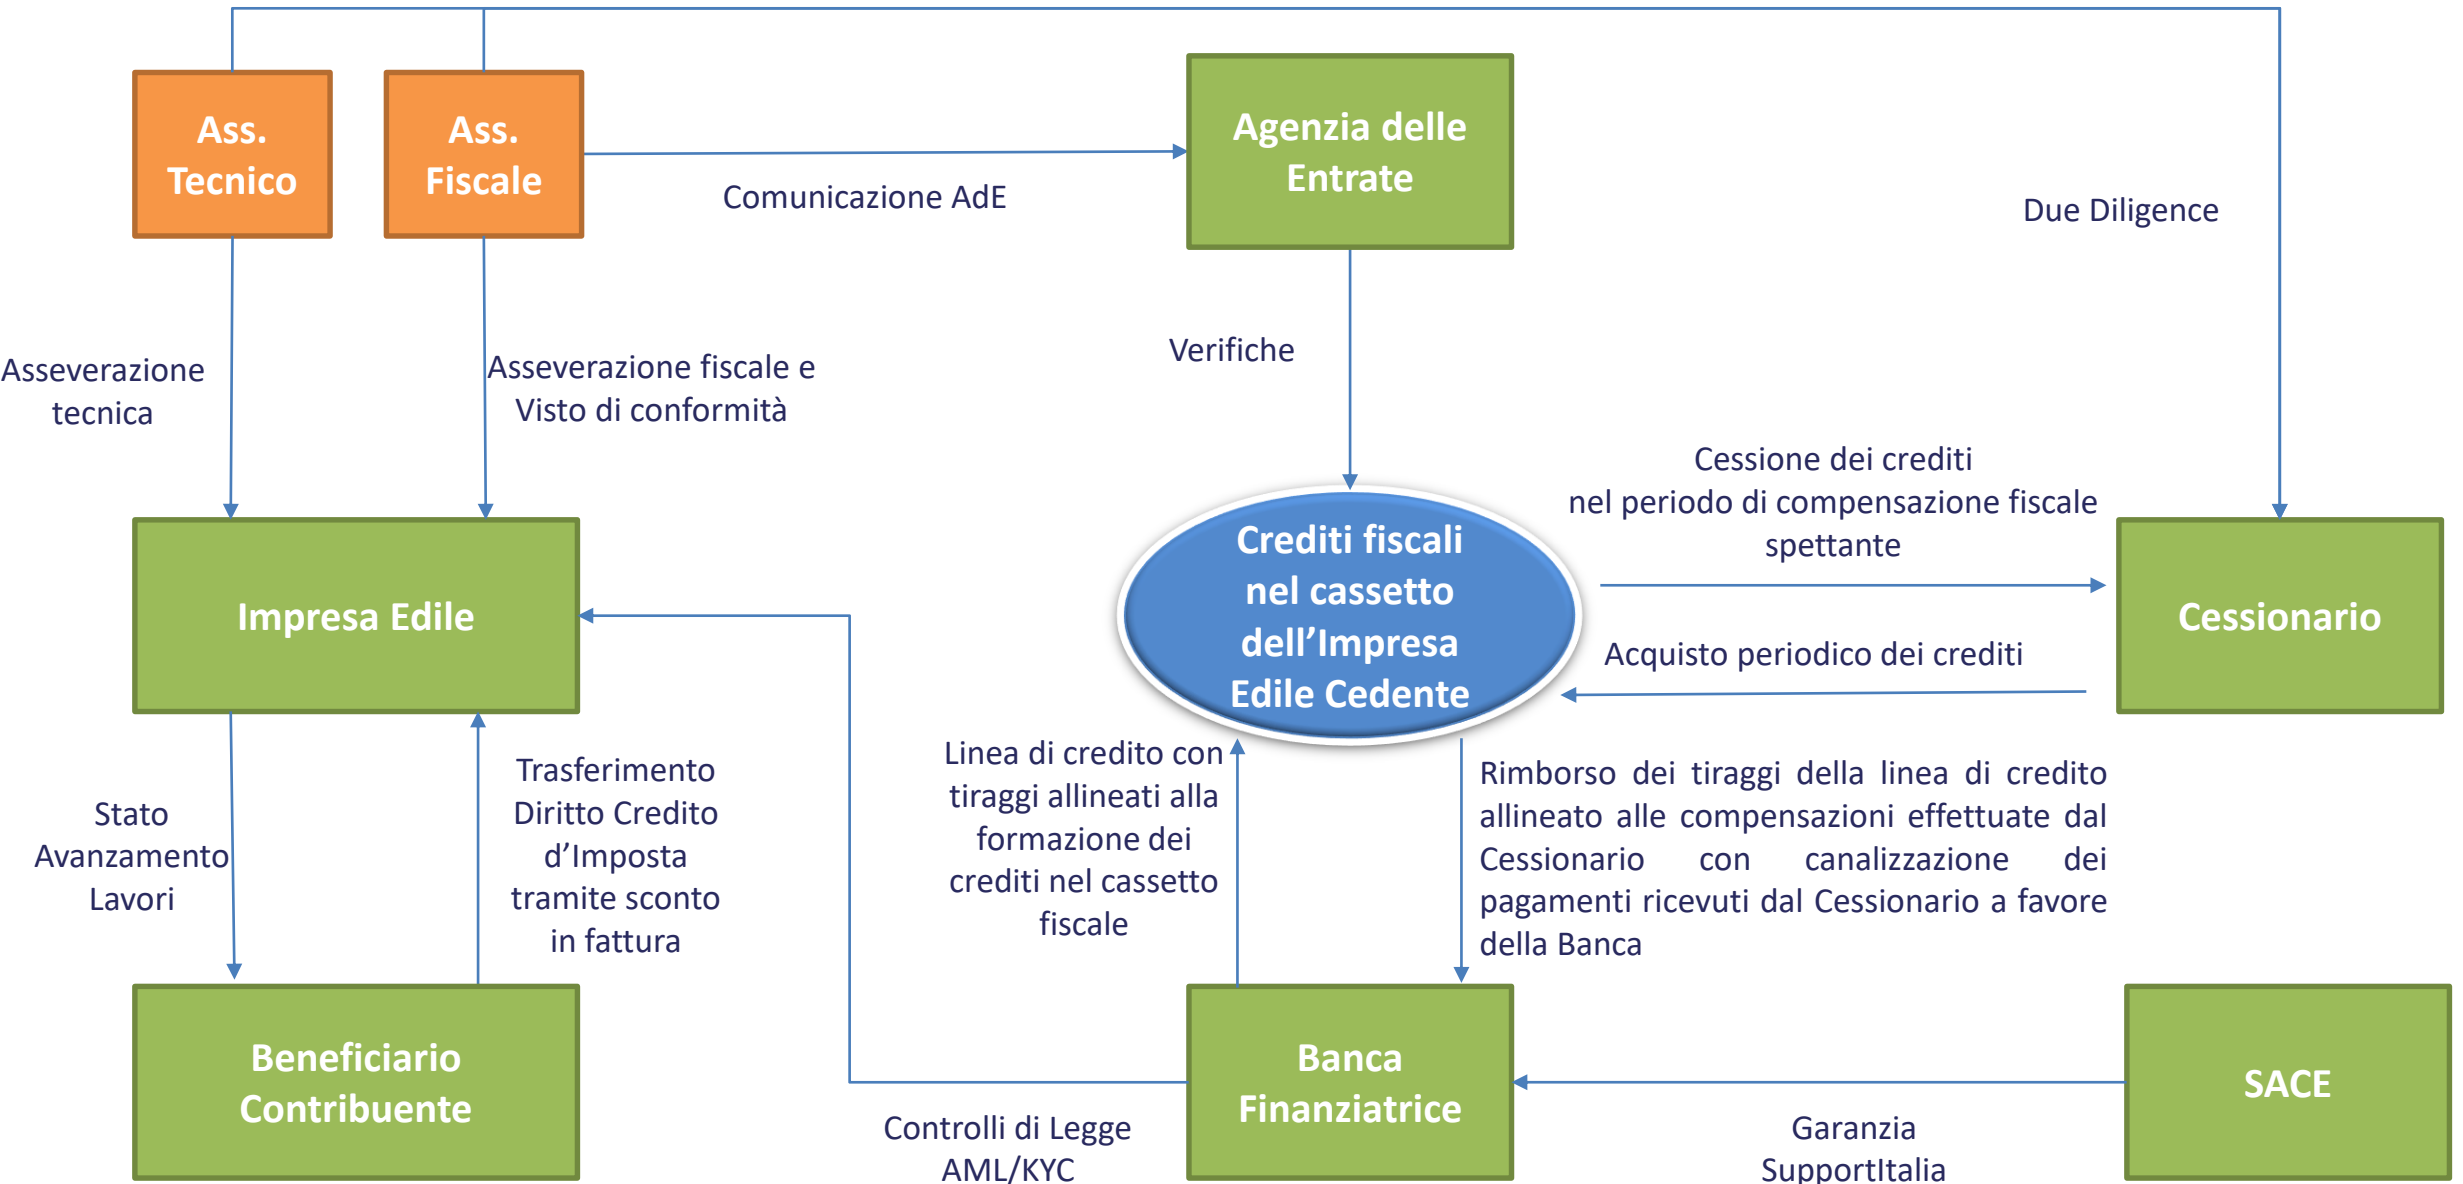 Ass.
Tecnico
Ass.
Fiscale
Agenzia delle
Entrate
Comunicazione AdE
Due Diligence
Asseverazione
tecnica
Asseverazione fiscale e
Visto di conformità
Verifiche
Cessione dei crediti
nel periodo di compensazione fiscale
spettante
Impresa Edile
Crediti fiscali
nel cassetto
dell’Impresa
Edile Cedente
Cessionario
Acquisto periodico dei crediti
Stato
Avanzamento
Lavori
Trasferimento
Diritto Credito
d’Imposta
tramite sconto
in fattura
Linea di credito con
tiraggi allineati alla
formazione dei
crediti nel cassetto
fiscale
Rimborso dei tiraggi della linea di credito
allineato alle compensazioni effettuate dal
Cessionario con canalizzazione dei
pagamenti ricevuti dal Cessionario a favore
della Banca
Beneficiario
Contribuente
Banca
Finanziatrice
SACE
Controlli di Legge
AML/KYC
Garanzia
SupportItalia